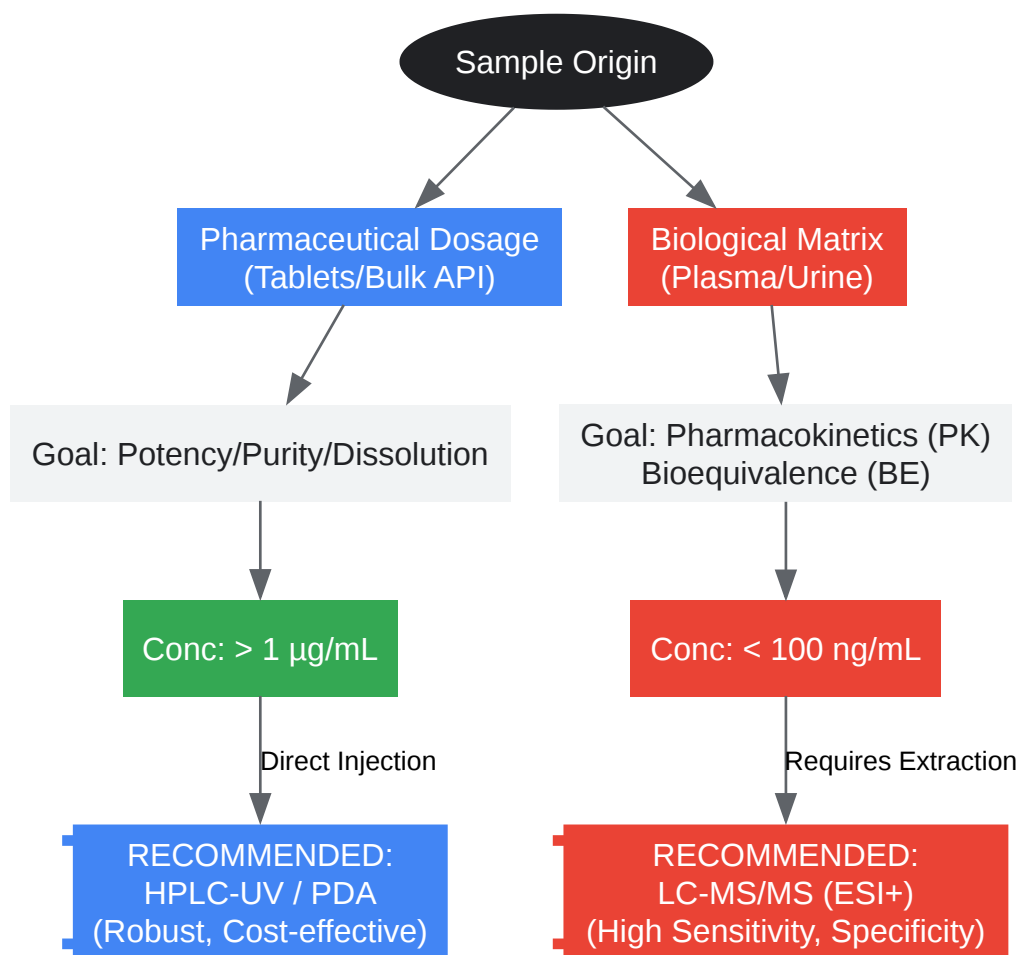 Sample Origin
Pharmaceutical Dosage
(Tablets/Bulk API)
Biological Matrix
(Plasma/Urine)
Goal: Potency/Purity/Dissolution
Goal: Pharmacokinetics (PK)
Bioequivalence (BE)
Conc: > 1 µg/mL
Conc: < 100 ng/mL
Direct Injection
Requires Extraction
RECOMMENDED:
HPLC-UV / PDA
(Robust, Cost-effective)
RECOMMENDED:
LC-MS/MS (ESI+)
(High Sensitivity, Specificity)